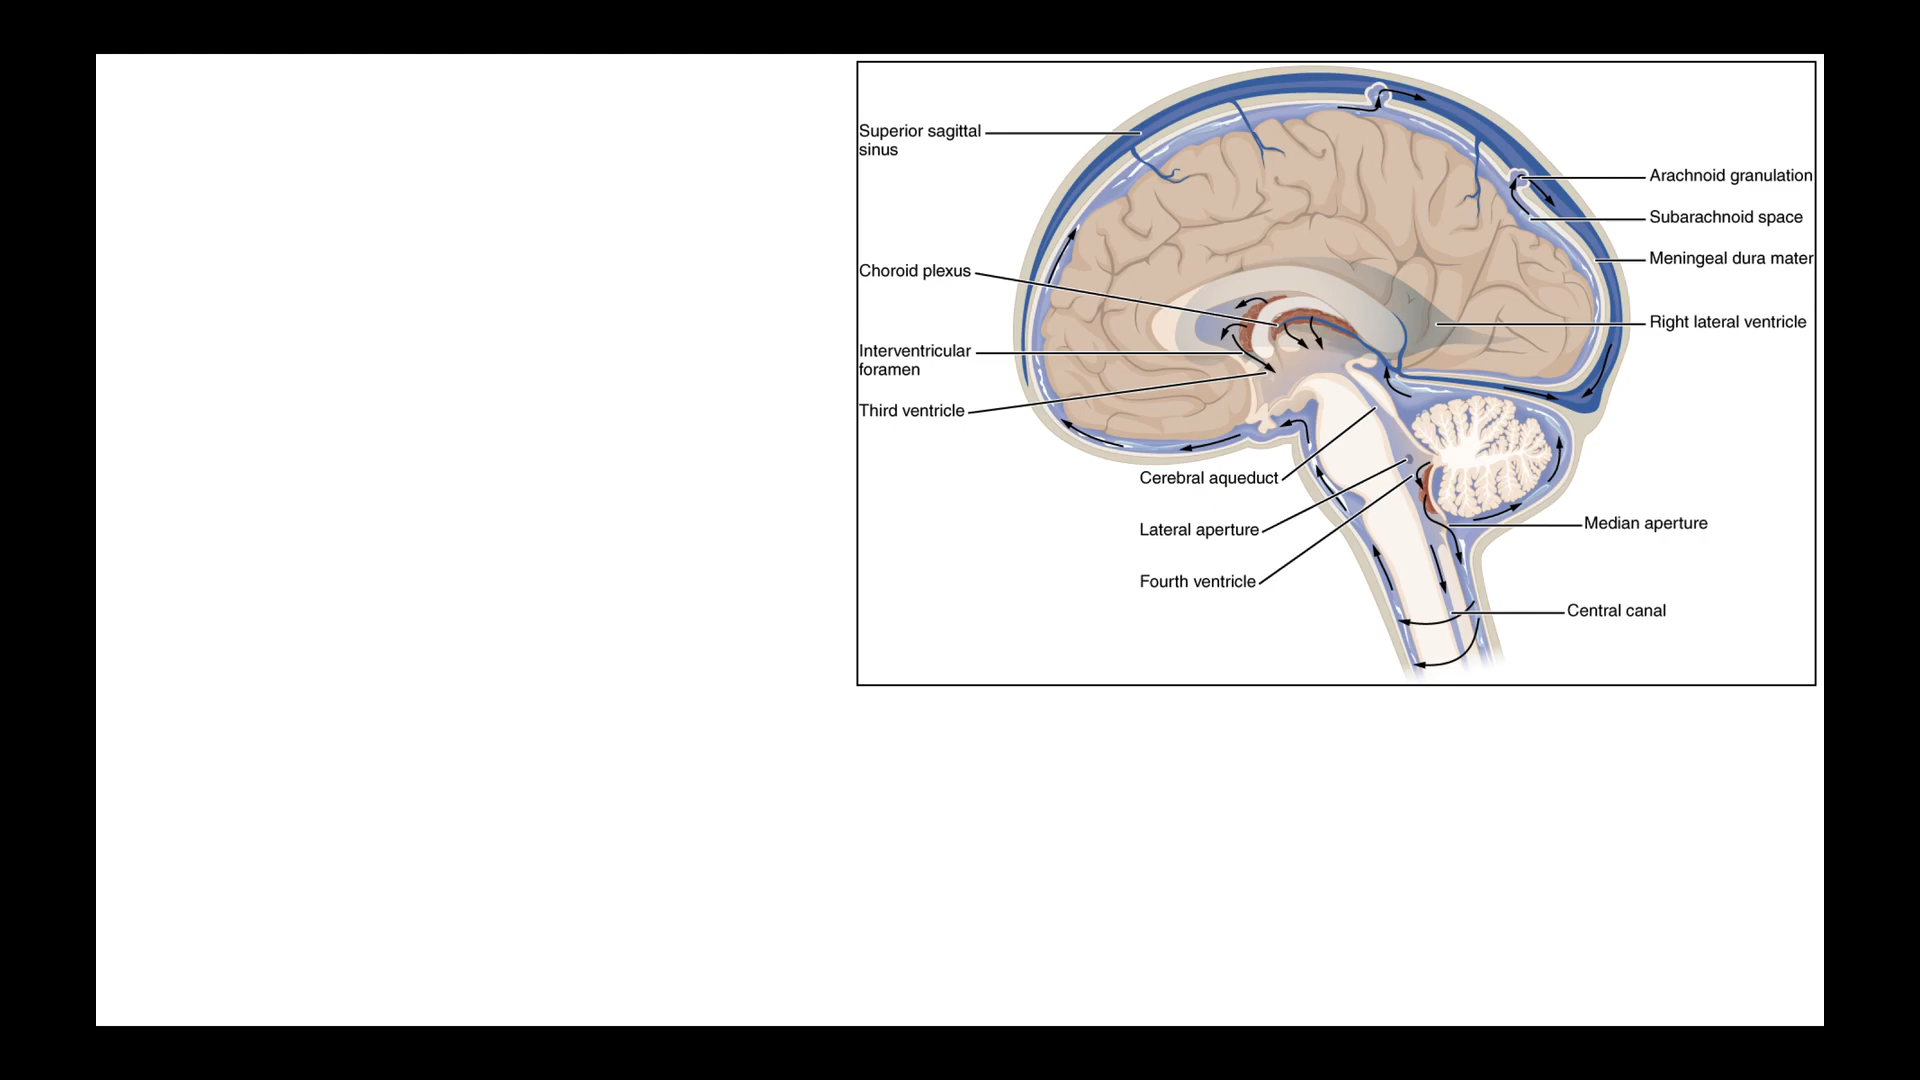 Superior sagittal
sinus
Arachnoid granulation
Subarachnoid space
Meningeal dura mater
Choroid plexus
Right lateral ventricle
Interventricular
foramen
Third ventricle
Cerebral aqueduct
Lateral aperture
Median aperture
Fourth ventricle
Central canal